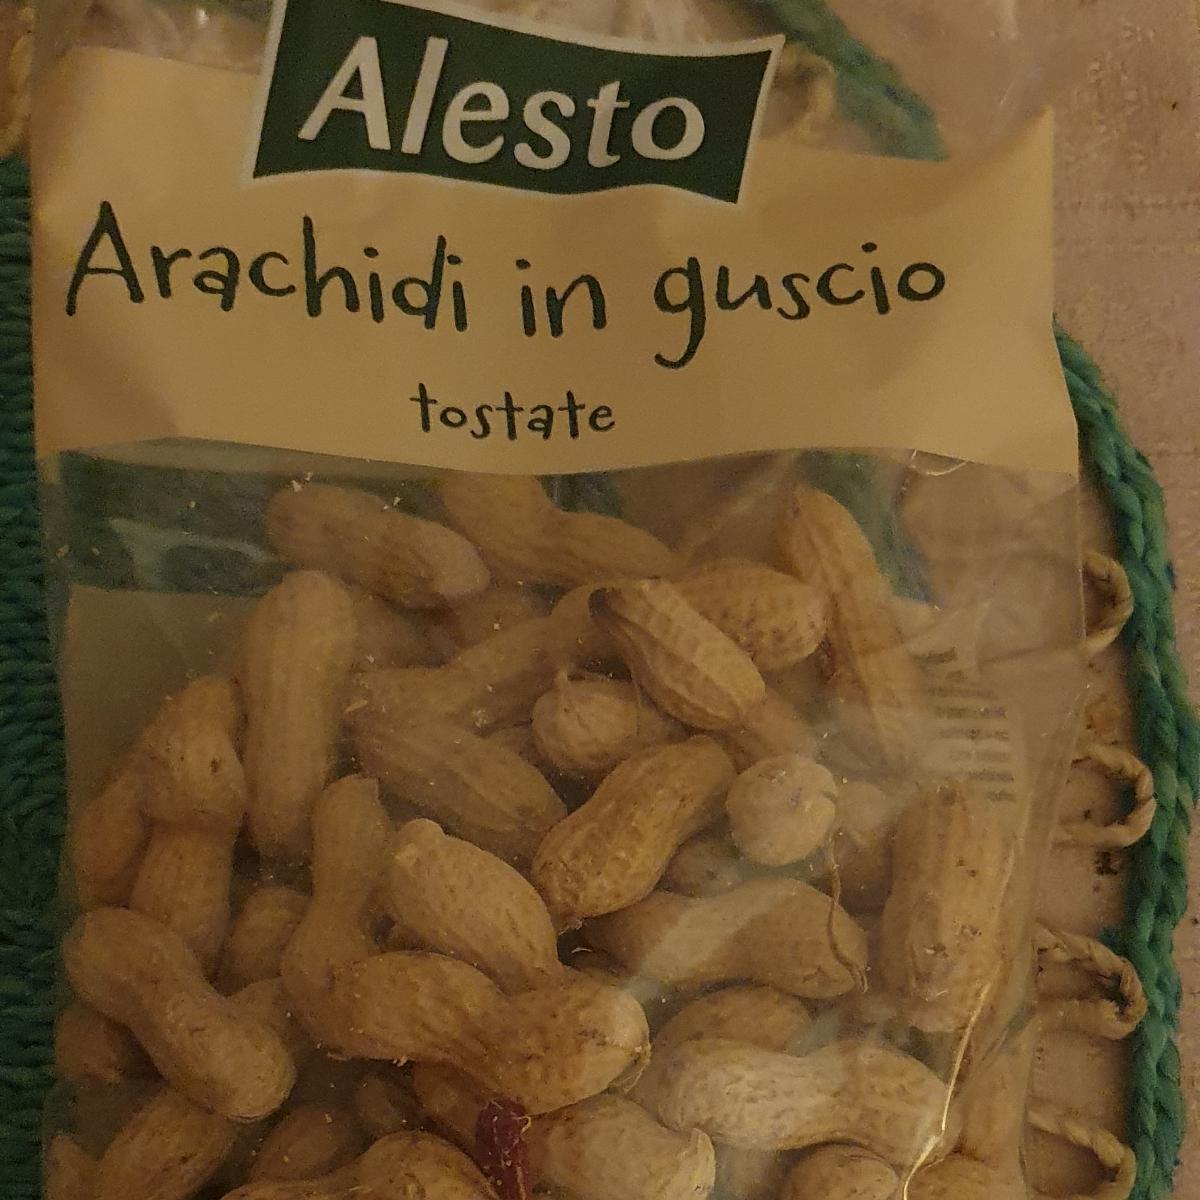 Alesto
Arachidi in guscio
tostate